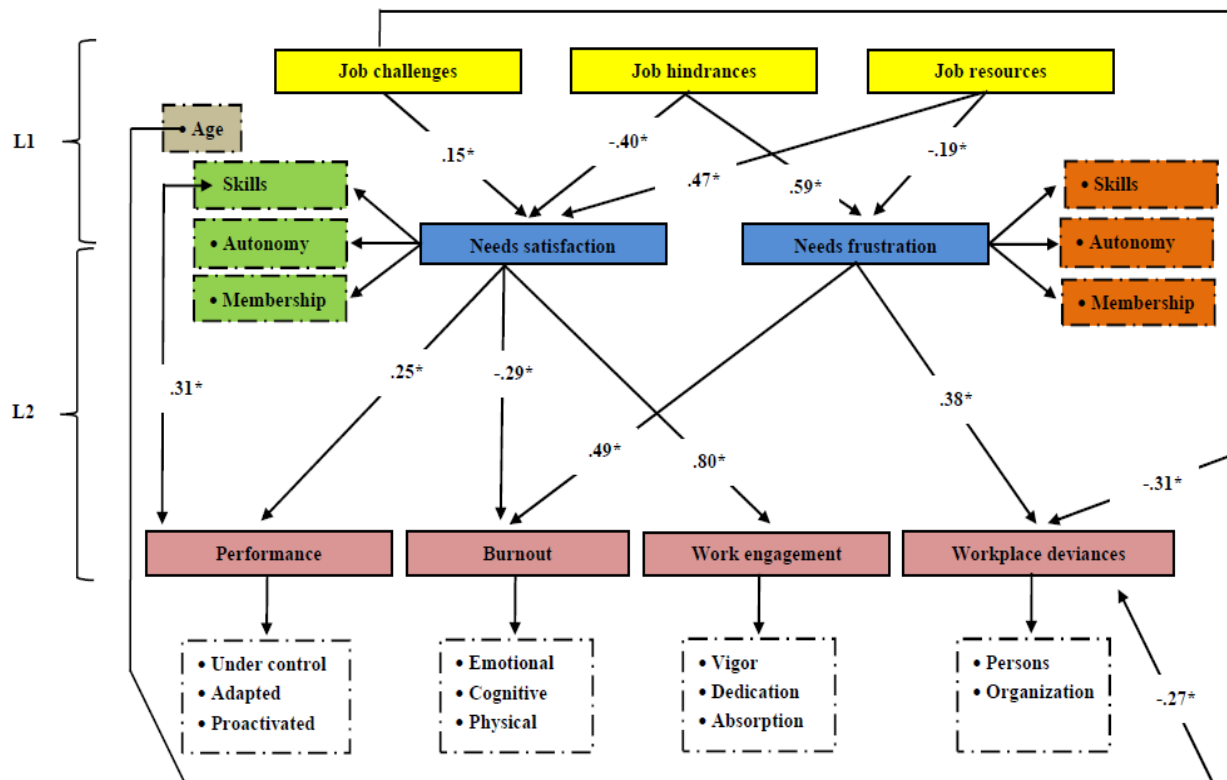 Job challenges
Job hindrances
Job resources
L1
• Age
.15*
-.40*
.47*
.59*
-.19*
• Skills
• Autonomy
• Membership
Needs satisfaction
Needs frustration
• Skills
• Autonomy
• Membership
L2
.31*
.25*
-.29*
.49*
.80*
.38*
-.31*
Performance
Burnout
Work engagement
Workplace deviances
• Under control
• Adapted
• Proactivated
• Emotional
• Cognitive
• Physical
• Vigor
• Dedication
• Absorption
• Persons
• Organization
-.27*